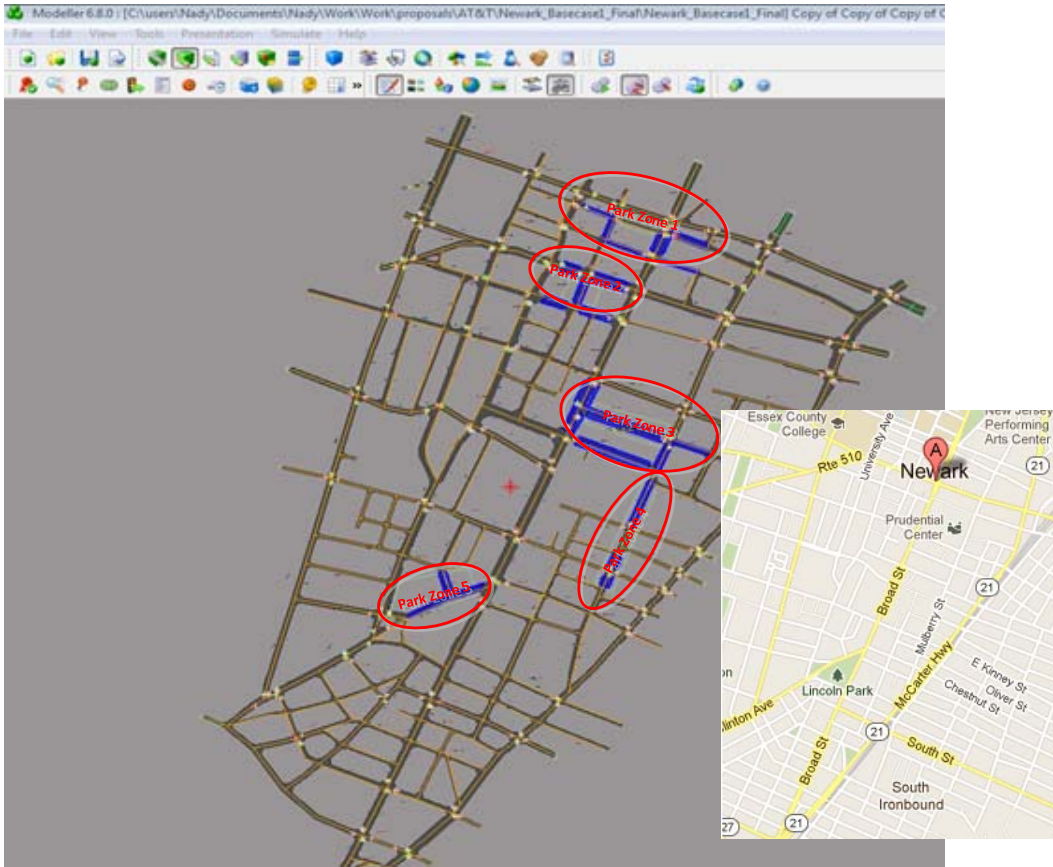 Modeller 6.8.0 : [C:\users\Nady\Documents\Nady\Work\Work\proposals\AT&T\Newark_Basecase1_Final\Newark_Basecase1_Final] Copy of Copy of Copy of C
File Edit View Tools Presentation Simulate Help
Park Zone 1
Park Zone 2
Park Zone 3
Park Zone 4
Park Zone 5
Essex County
College
University Ave
New Jersey
Performing
Arts Center
Rte 510
A
Newark
21
Prudential
Center
21
Broad St
Mulberry St
McCarter Hwy
E Kinney St
Oliver St
Chestnut St
Lincoln Park
linton Ave
on
21
South St
Broad St
South
Ironbound
27
21